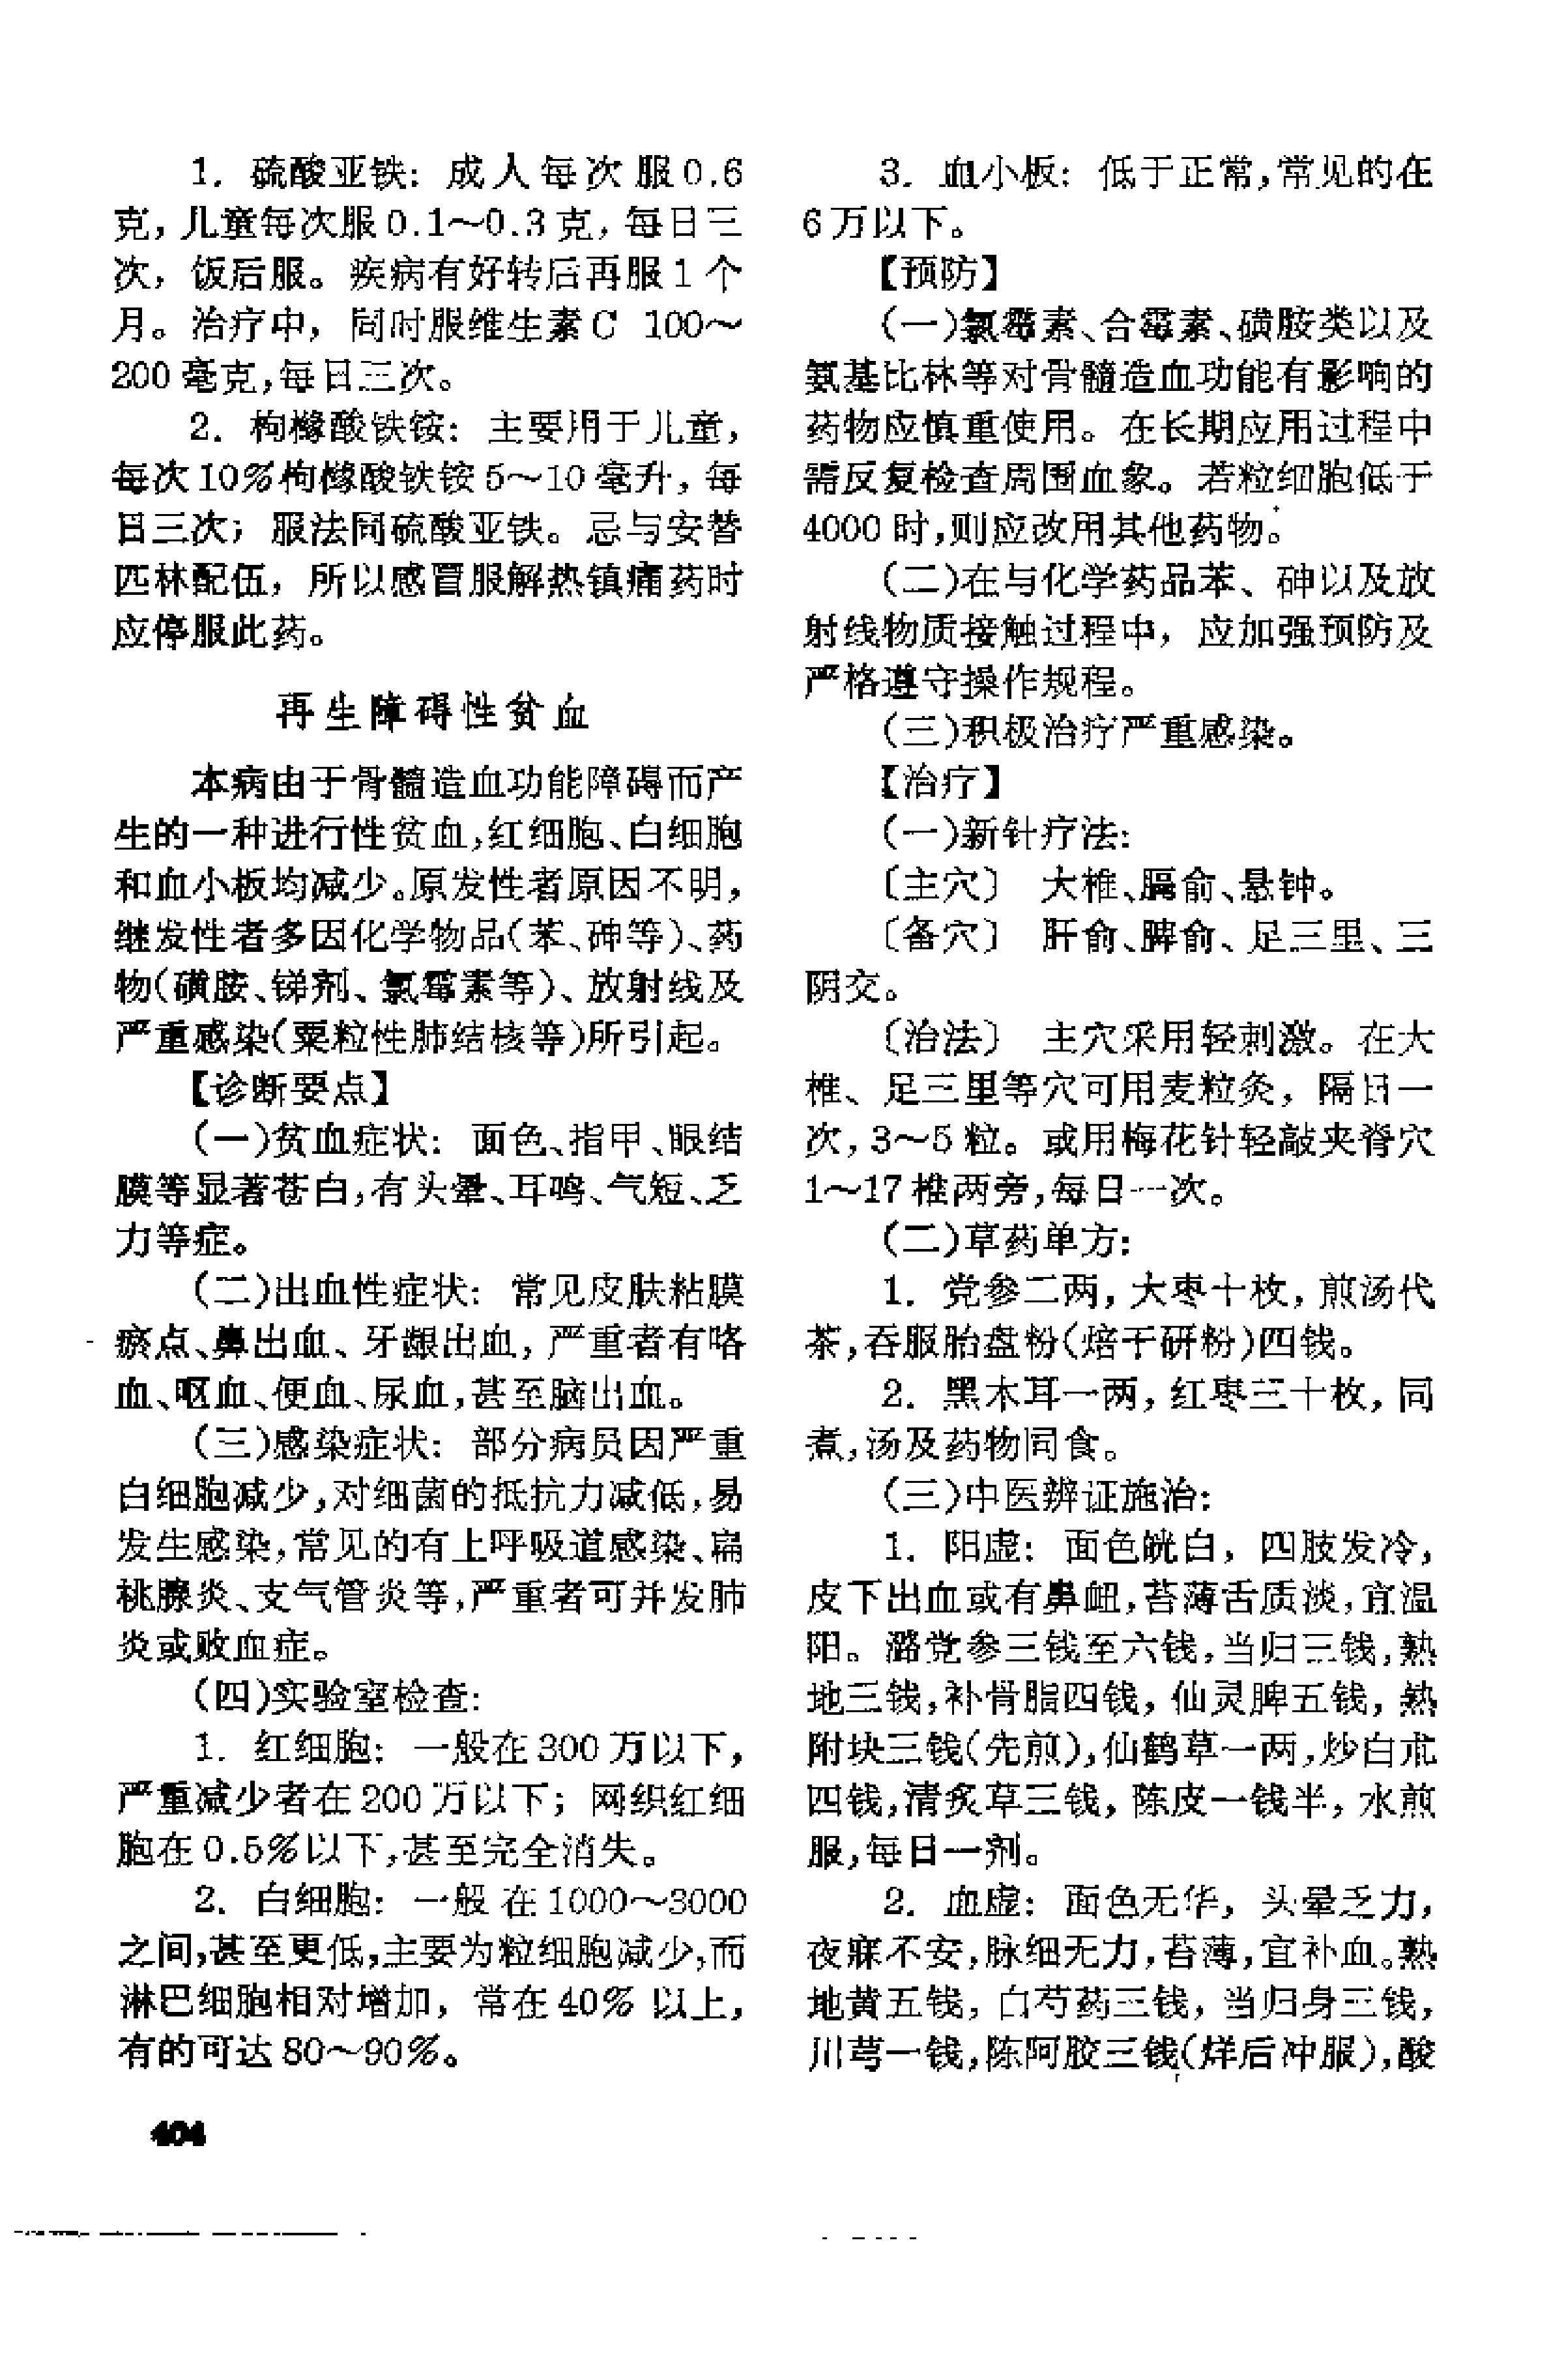 1. 硫酸亚铁：成人每次服0.6
克，儿童每次服0.1～0.3克，每日三
次，饭后服。疾病有好转后再服1个
月。治疗中，同时服维生素C 100～
200毫克，每日三次。
2. 枸橼酸铁铵：主要用于儿童，
每次10%枸橼酸铁铵5～10毫升，每
日三次；服法同硫酸亚铁。忌与安替
匹林配伍，所以感冒服解热镇痛药时
应停服此药。
再生障碍性贫血
本病由于骨髓造血功能障碍而产
生的一种进行性贫血，红细胞、白细胞
和血小板均减少。原发性者原因不明，
继发性者多因化学物品（苯、砷等）、药
物（磺胺、锑剂、氯霉素等）、放射线及
严重感染（粟粒性肺结核等）所引起。
【诊断要点】
（一）贫血症状：面色、指甲、眼结
膜等显著苍白，有头晕、耳鸣、气短、乏
力等症。
（二）出血性症状：常见皮肤粘膜
瘀点、鼻出血、牙龈出血，严重者有咯
血、呕血、便血、尿血，甚至脑出血。
（三）感染症状：部分病员因严重
白细胞减少，对细菌的抵抗力减低，易
发生感染，常见的有上呼吸道感染、扁
桃腺炎、支气管炎等，严重者可并发肺
炎或败血症。
（四）实验室检查：
1. 红细胞：一般在300万以下，
严重减少者在200万以下；网织红细
胞在0.5%以下，甚至完全消失。
2. 白细胞：一般在1000～3000
之间，甚至更低，主要为粒细胞减少，而
淋巴细胞相对增加，常在40%以上，
有的可达80～90%。
404
3. 血小板：低于正常，常见的在
6万以下。
【预防】
（一）氯霉素、合霉素、磺胺类以及
氨基比林等对骨髓造血功能有影响的
药物应慎重使用。在长期应用过程中
需反复检查周围血象。若粒细胞低于
4000时，则应改用其他药物。
（二）在与化学药品苯、砷以及放
射线物质接触过程中，应加强预防及
严格遵守操作规程。
（三）积极治疗严重感染。
【治疗】
（一）新针疗法：
〔主穴〕 大椎、膈俞、悬钟。
〔备穴〕 肝俞、脾俞、足三里、三
阴交。
〔治法〕 主穴采用轻刺激。在大
椎、足三里等穴可用麦粒灸，隔日一
次，3～5粒。或用梅花针轻敲夹脊穴
1～17椎两旁，每日一次。
（二）草药单方：
1. 党参二两，大枣十枚，煎汤代
茶，吞服胎盘粉（焙干研粉）四钱。
2. 黑木耳一两，红枣三十枚，同
煮，汤及药物同食。
（三）中医辨证施治：
1. 阳虚：面色㿠白，四肢发冷，
皮下出血或有鼻衄，苔薄舌质淡，宜温
阳。潞党参三钱至六钱，当归三钱，熟
地三钱，补骨脂四钱，仙灵脾五钱，熟
附块三钱（先煎），仙鹤草一两，炒白朮
四钱，清炙草三钱，陈皮一钱半，水煎
服，每日一剂。
2. 血虚：面色无华，头晕乏力，
夜寐不安，脉细无力，苔薄，宜补血。熟
地黄五钱，白芍药三钱，当归身三钱，
川芎一钱，陈阿胶三钱（烊后冲服），酸